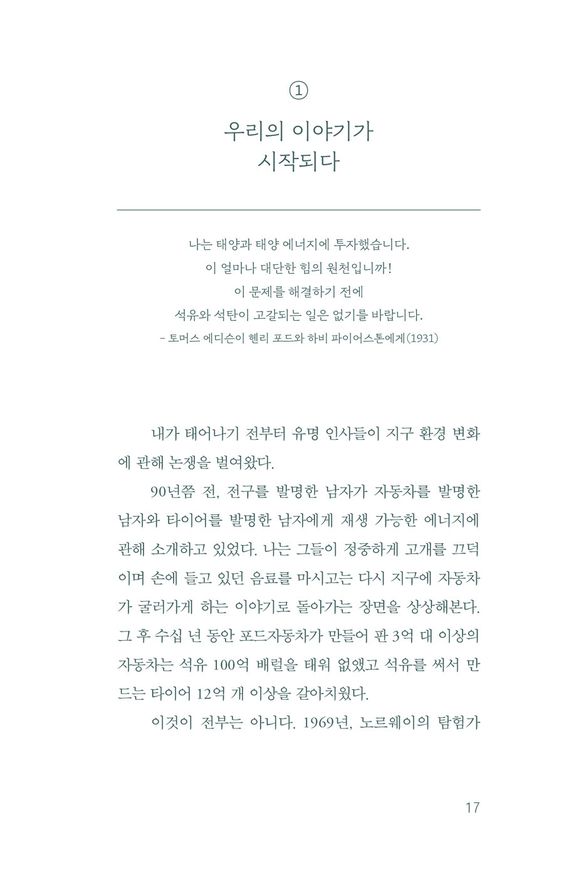 ①
우리의 이야기가
시작되다
나는 태양과 태양 에너지에 투자했습니다.
이 얼마나 대단한 힘의 원천입니까!
이 문제를 해결하기 전에
석유와 석탄이 고갈되는 일은 없기를 바랍니다.
– 토머스 에디슨이 헨리 포드와 하비 파이어스톤에게(1931)
내가 태어나기 전부터 유명 인사들이 지구 환경 변화
에 관해 논쟁을 벌여왔다.
90년쯤 전, 전구를 발명한 남자가 자동차를 발명한
남자와 타이어를 발명한 남자에게 재생 가능한 에너지에
관해 소개하고 있었다. 나는 그들이 정중하게 고개를 끄덕
이며 손에 들고 있던 음료를 마시고는 다시 지구에 자동차
가 굴러가게 하는 이야기로 돌아가는 장면을 상상해본다.
그 후 수십 년 동안 포드자동차가 만들어 판 3억 대 이상의
자동차는 석유 100억 배럴을 태워 없앴고 석유를 써서 만
드는 타이어 12억 개 이상을 갈아치웠다.
이것이 전부는 아니다. 1969년, 노르웨이의 탐험가
17